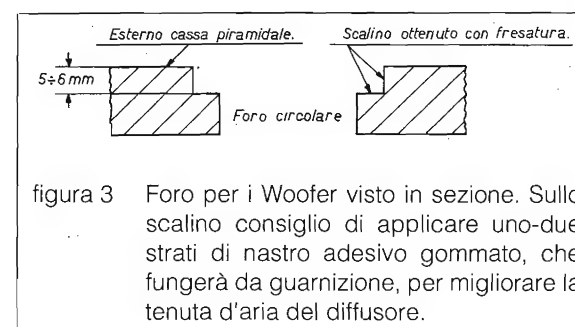 Esterno cassa piramidale.
Scalino ottenuto con fresatura.
5÷6 mm
Foro circolare
figura 3 Foro per i Woofer visto in sezione. Sullo
scalino consiglio di applicare uno-due
strati di nastro adesivo gommato, che
fungerà da guarnizione, per migliorare la
tenuta d'aria del diffusore.